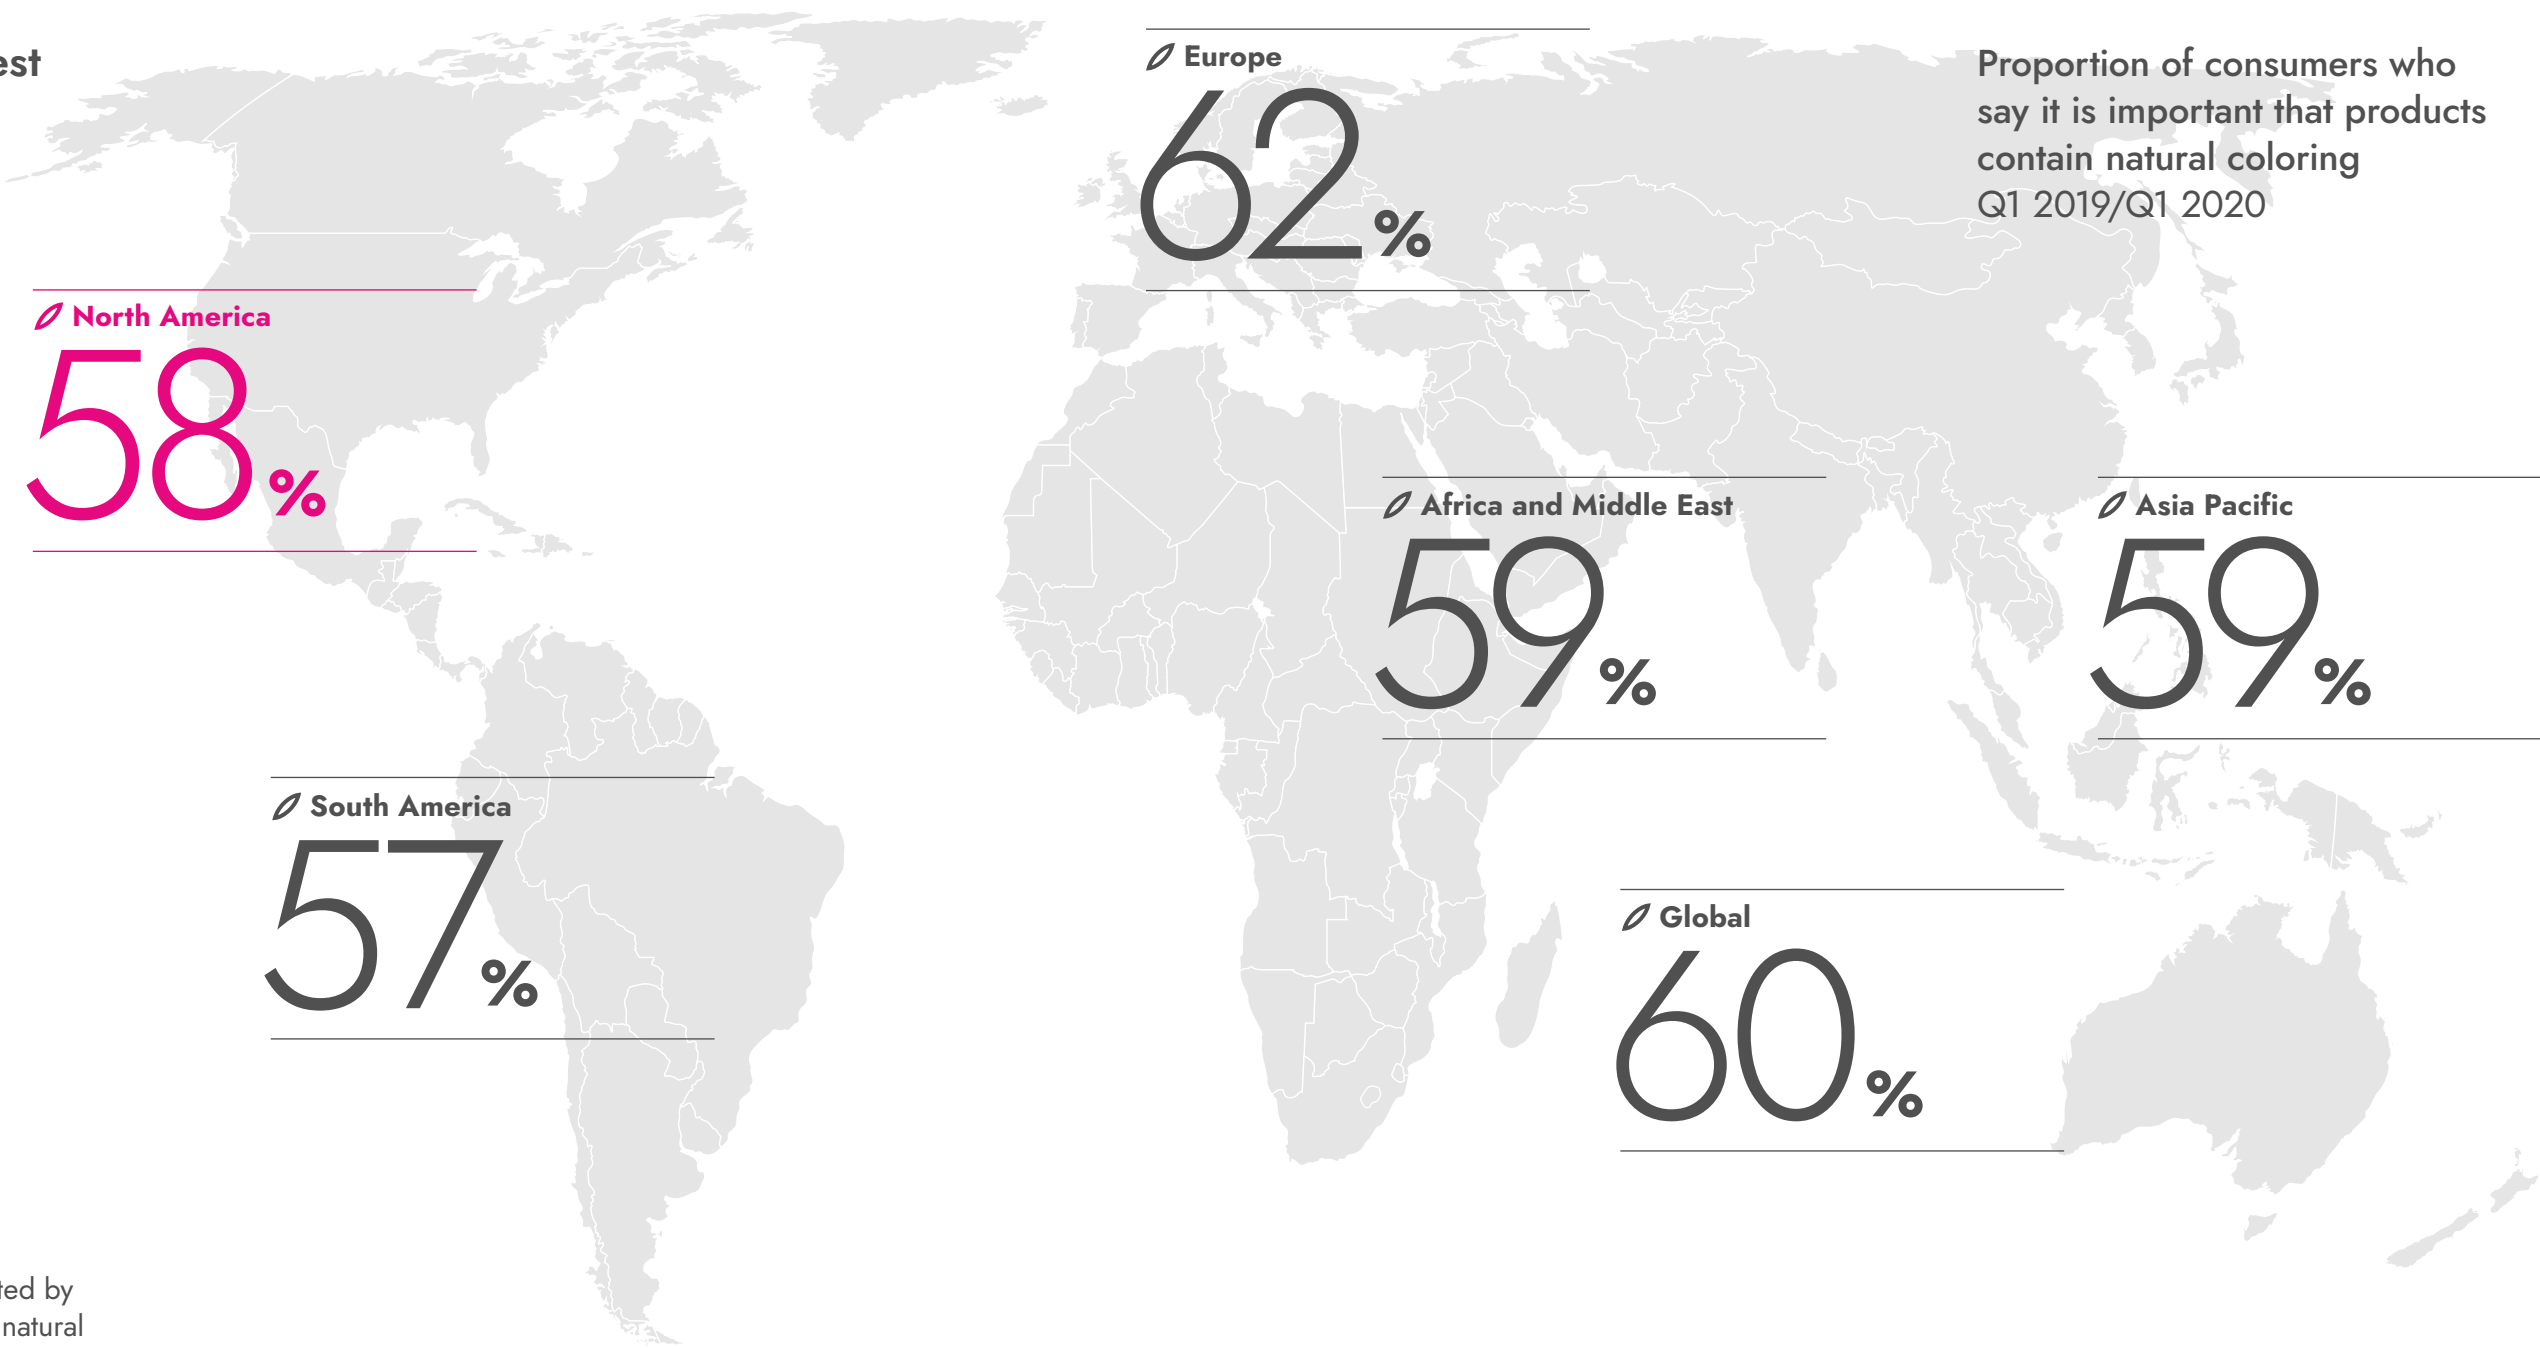 est
Europe
62%
Proportion of consumers who
say it is important that products
contain natural coloring
Q1 2019/Q1 2020
North America
58%
Africa and Middle East
59%
Asia Pacific
59%
South America
57%
Global
60%
ted by
natural